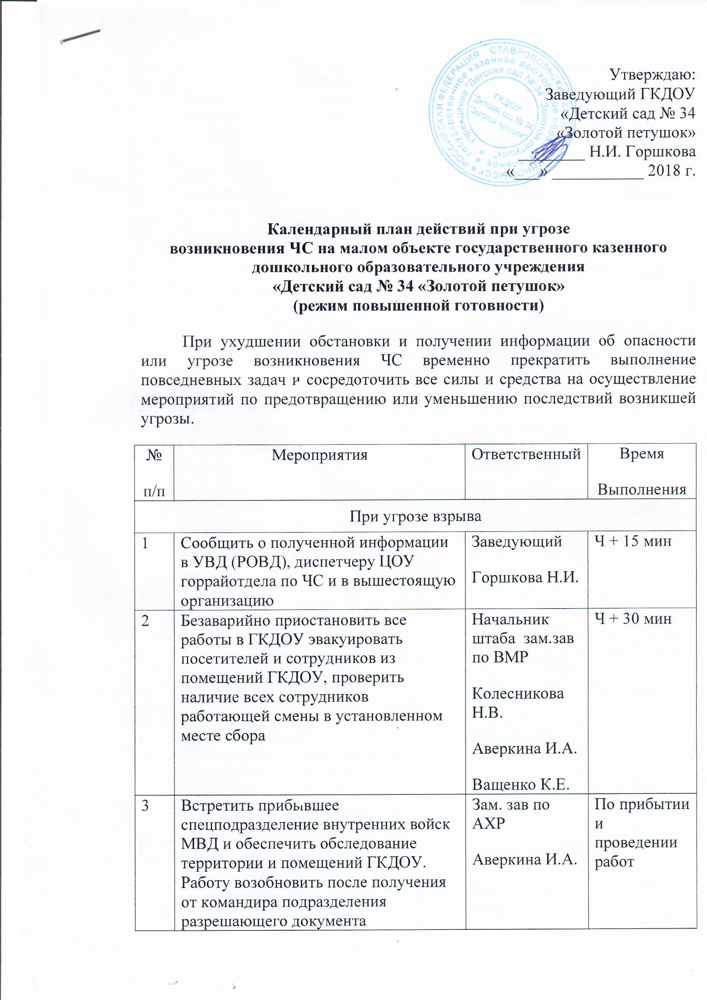 Утверждаю:
Заведующий ГКДОУ
«Детский сад № 34
«Золотой петушок»
________ Н.И. Горшкова
«___» ___________ 2018 г.
РОССИЙСКАЯ ФЕДЕРАЦИЯ СТАВРОПОЛЬСКИЙ
государственное казенное
учреждение "Детский сад № 34 "Золотой петушок"
ГКДОУ
"Детский сад № 34
"Золотой петушок"
Календарный план действий при угрозе
возникновения ЧС на малом объекте государственного казенного
дошкольного образовательного учреждения
«Детский сад № 34 «Золотой петушок»
(режим повышенной готовности)
При ухудшении обстановки и получении информации об опасности
или угрозе возникновения ЧС временно прекратить выполнение
повседневных задач и сосредоточить все силы и средства на осуществление
мероприятий по предотвращению или уменьшению последствий возникшей
угрозы.
№
п/п
Мероприятия
Ответственный
Время
Выполнения
При угрозе взрыва
1
Сообщить о полученной информации
в УВД (РОВД), диспетчеру ЦОУ
горрайотдела по ЧС и в вышестоящую
организацию
Заведующий
Горшкова Н.И.
Ч + 15 мин
2
Безаварийно приостановить все
работы в ГКДОУ эвакуировать
посетителей и сотрудников из
помещений ГКДОУ, проверить
наличие всех сотрудников
работающей смены в установленном
месте сбора
Начальник
штаба зам.зав
по ВМР
Колесникова
Н.В.
Аверкина И.А.
Ващенко К.Е.
Ч + 30 мин
3
Встретить прибывшее
спецподразделение внутренних войск
МВД и обеспечить обследование
территории и помещений ГКДОУ.
Работу возобновить после получения
от командира подразделения
разрешающего документа
Зам. зав по
АХР
Аверкина И.А.
По прибытии
и
проведении
работ